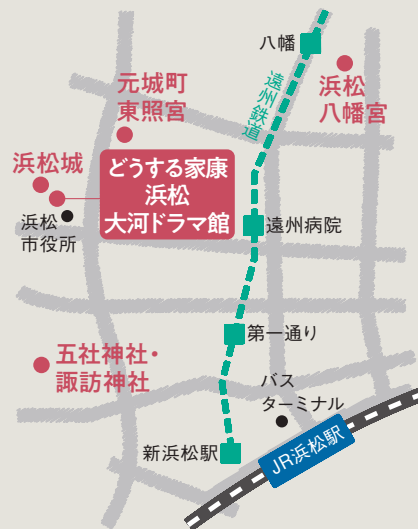 八幡
遠州鉄道
浜松
八幡宮
元城町
東照宮
浜松城
どうする家康
浜松
大河ドラマ館
浜松
市役所
遠州病院
第一通り
五社神社・
諏訪神社
バス
ターミナル
新浜松駅
JR浜松駅